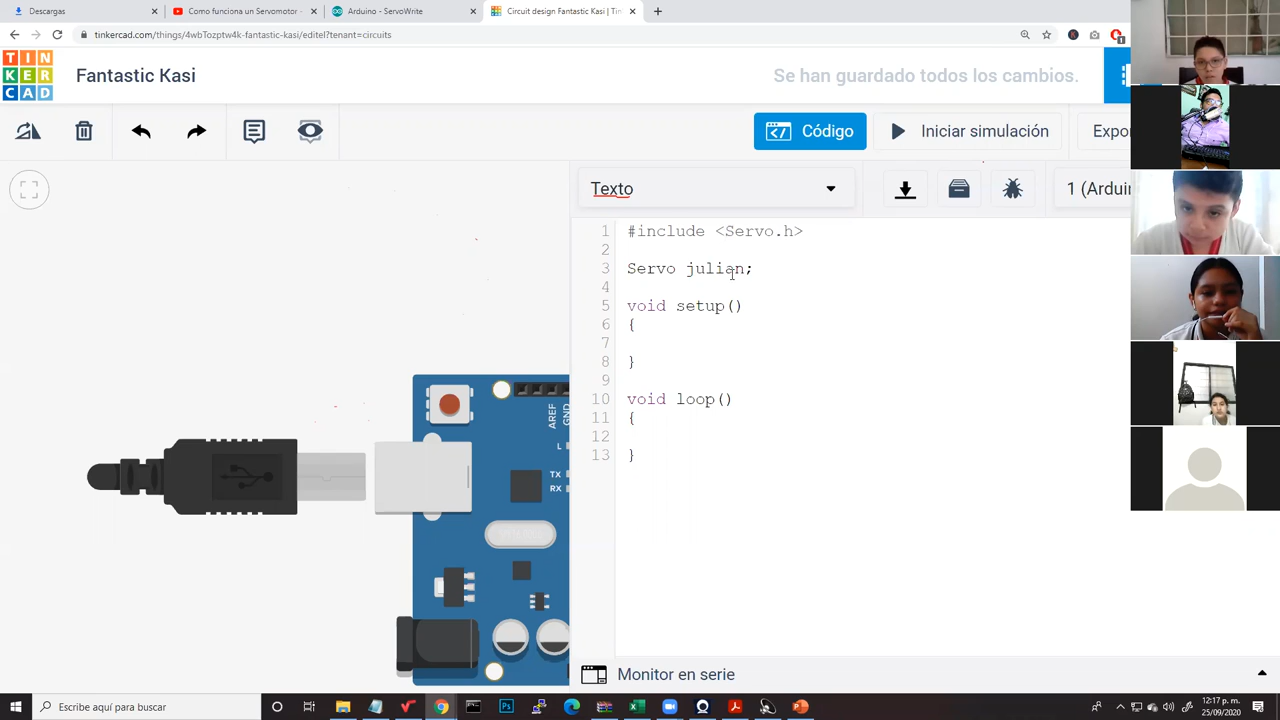 Descargas
Como funciona un Servomotor -
Arduino - ServoWrite
Circuit design Fantastic Kasi | Tin
tinkercad.com/things/4wbTozptw4k-fantastic-kasi/editel?tenant=circuits
TIN
KER
CAD
Fantastic Kasi
Se han guardado todos los cambios.
Código
Iniciar simulación
Expor
Texto
1 (Arduin
1 #include <Servo.h>
2
3 Servo julian;
4
5 void setup()
6 {
7
8 }
9
10 void loop()
11 {
12
13 }
AREF
GND
L
TX
RX
Monitor en serie
Escribe aquí para buscar
12:17 p.m.
25/09/2020